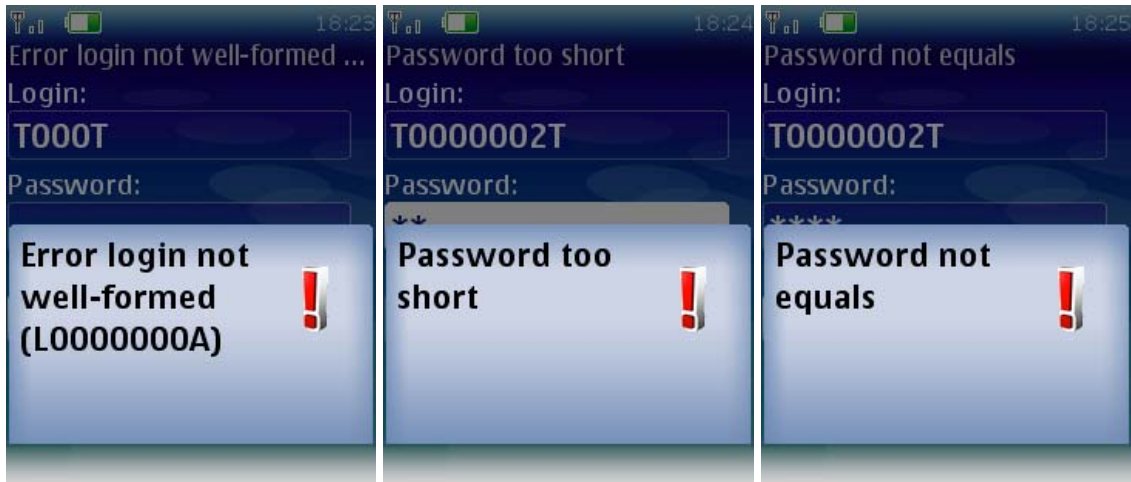 18:23
Error login not well-formed ...
Login:
T000T
Password:
Error login not
well-formed
(L0000000A)
18:24
Password too short
Login:
T0000002T
Password:
**
Password too
short
18:25
Password not equals
Login:
T0000002T
Password:
****
Password not
equals